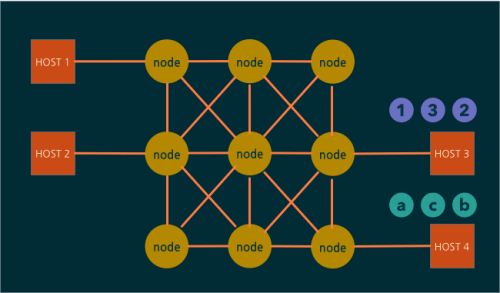 HOST 1 node node node
1 3 2
HOST 2 node node node HOST 3
a c b
node node node HOST 4